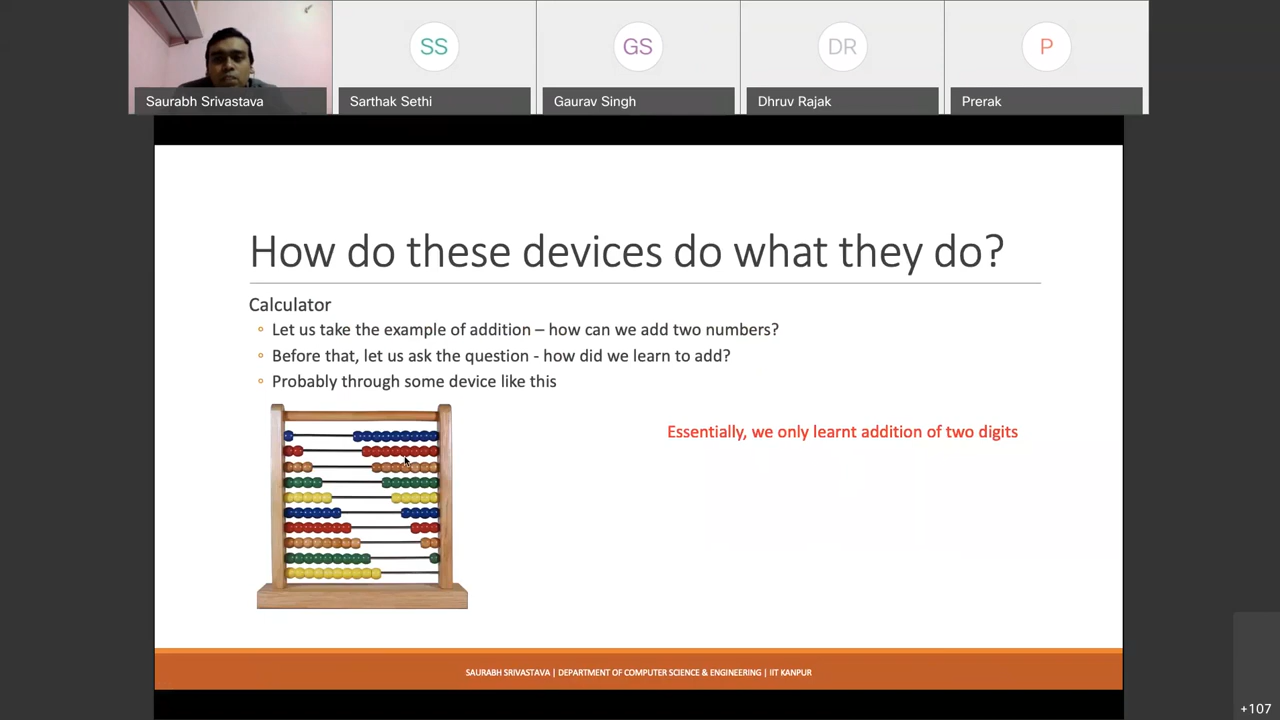 SS
GS
DR
P
Saurabh Srivastava
Sarthak Sethi
Gaurav Singh
Dhruv Rajak
Prerak
How do these devices do what they do?
Calculator
Let us take the example of addition – how can we add two numbers?
Before that, let us ask the question - how did we learn to add?
Probably through some device like this
Essentially, we only learnt addition of two digits
SAURABH SRIVASTAVA | DEPARTMENT OF COMPUTER SCIENCE & ENGINEERING | IIT KANPUR
+107